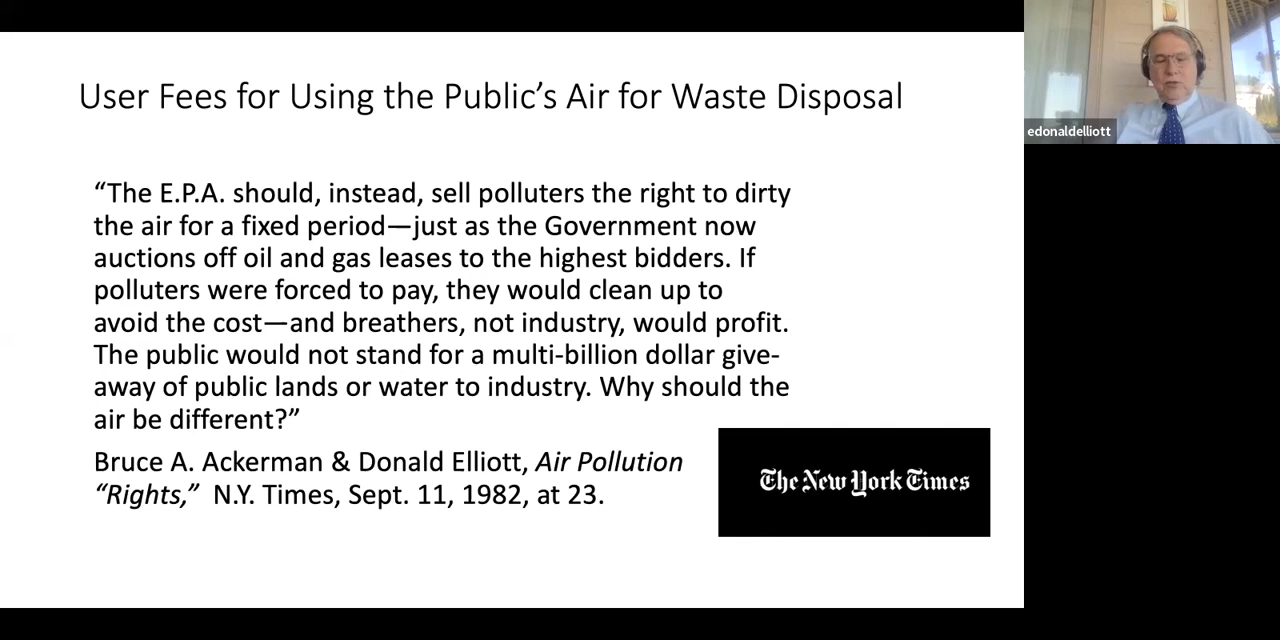 User Fees for Using the Public’s Air for Waste Disposal
“The E.P.A. should, instead, sell polluters the right to dirty
the air for a fixed period—just as the Government now
auctions off oil and gas leases to the highest bidders. If
polluters were forced to pay, they would clean up to
avoid the cost—and breathers, not industry, would profit.
The public would not stand for a multi-billion dollar give-
away of public lands or water to industry. Why should the
air be different?”
Bruce A. Ackerman & Donald Elliott, Air Pollution
“Rights,”  N.Y. Times, Sept. 11, 1982, at 23.
The New York Times
edonaldelliott